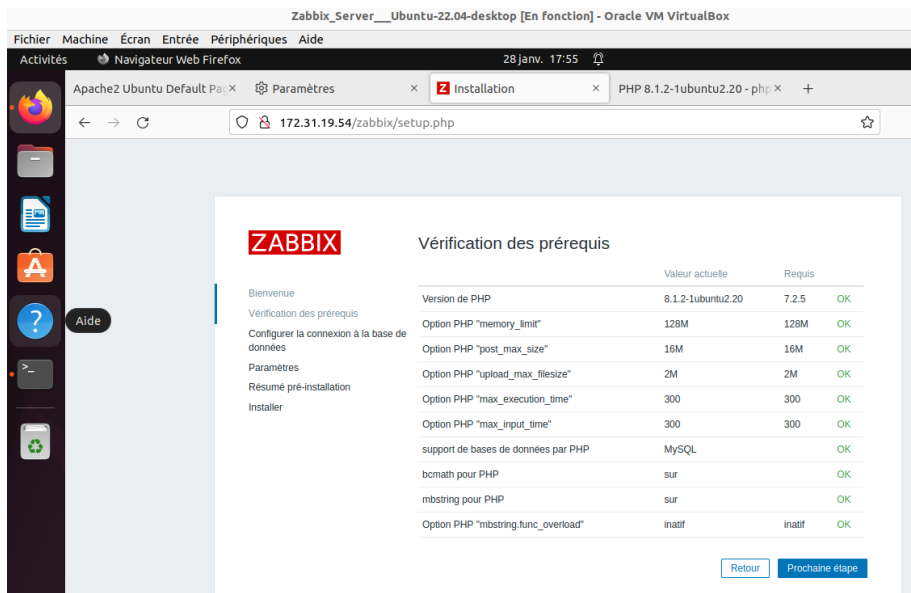 Zabbix_Server___Ubuntu-22.04-desktop [En fonction] - Oracle VM VirtualBox
Fichier Machine Écran Entrée Périphériques Aide
Activités Navigateur Web Firefox 28 janv. 17:55
Apache2 Ubuntu Default Pag × Paramètres × Z Installation × PHP 8.1.2-1ubuntu2.20 - php × +
172.31.19.54/zabbix/setup.php
ZABBIX
Vérification des prérequis
Valeur actuelle Requis
Bienvenue
Vérification des prérequis
Configurer la connexion à la base de
données
Paramètres
Résumé pré-installation
Installer
Version de PHP 8.1.2-1ubuntu2.20 7.2.5 OK
Option PHP "memory_limit" 128M 128M OK
Option PHP "post_max_size" 16M 16M OK
Option PHP "upload_max_filesize" 2M 2M OK
Option PHP "max_execution_time" 300 300 OK
Option PHP "max_input_time" 300 300 OK
support de bases de données par PHP MySQL OK
bcmath pour PHP sur OK
mbstring pour PHP sur OK
Option PHP "mbstring.func_overload" inatif inatif OK
Aide
Retour Prochaine étape